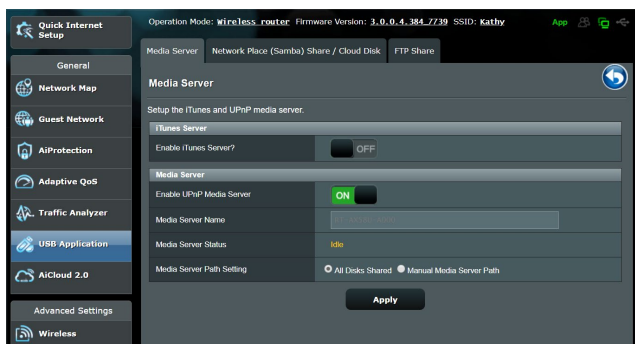 Quick Internet
Setup
Operation Mode: Wireless router Firmware Version: 3.0.0.4.384_7739 SSID: Kathy
App
Media Server
Network Place (Samba) Share / Cloud Disk
FTP Share
General
Network Map
Guest Network
AiProtection
Adaptive QoS
Traffic Analyzer
USB Application
AiCloud 2.0
Advanced Settings
Wireless
Media Server
Setup the iTunes and UPnP media server.
iTunes Server
Enable iTunes Server?
OFF
Media Server
Enable UPnP Media Server
ON
Media Server Name
Media Server Status
Idle
Media Server Path Setting
All Disks Shared
Manual Media Server Path
Apply